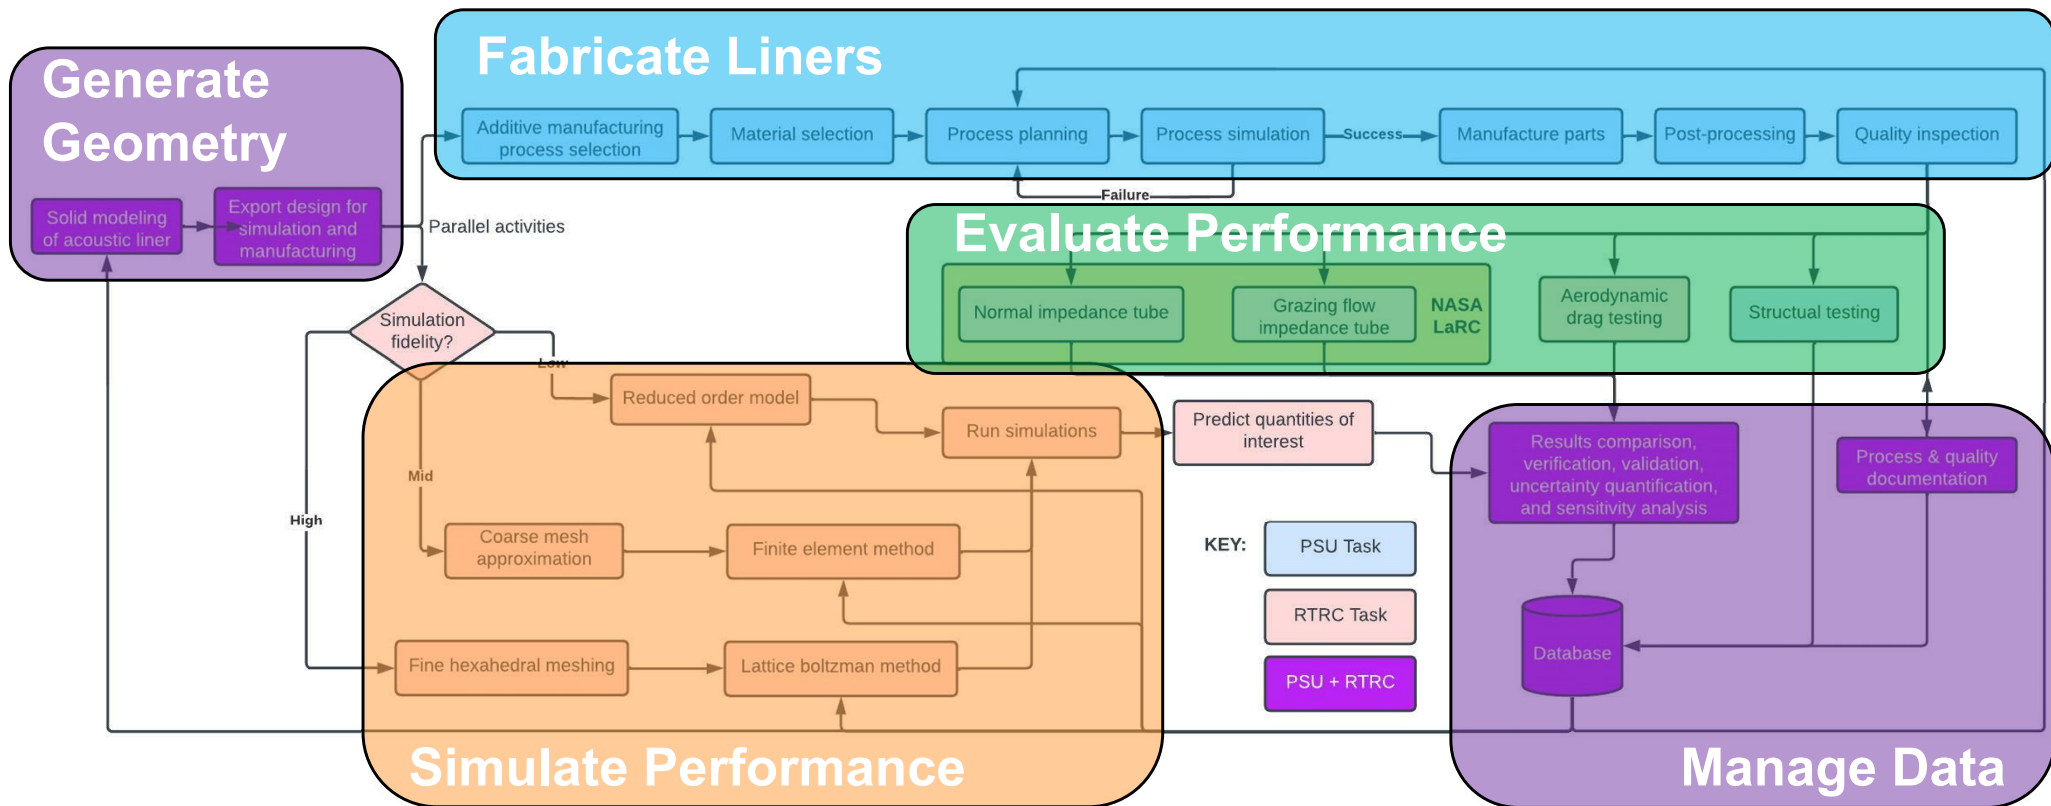 Generate
Geometry
Solid modeling
of acoustic liner
Export design for
simulation and
manufacturing
Parallel activities
Fabricate Liners
Additive manufacturing
process selection
Material selection
Process planning
Process simulation
Success
Failure
Manufacture parts
Post-processing
Quality inspection
Evaluate Performance
Normal impedance tube
Grazing flow
impedance tube
NASA
LaRC
Aerodynamic
drag testing
Structual testing
Simulation
fidelity?
Low
Mid
High
Reduced order model
Run simulations
Coarse mesh
approximation
Finite element method
Fine hexahedral meshing
Lattice boltzman method
Simulate Performance
Predict quantities of
interest
KEY:
PSU Task
RTRC Task
PSU + RTRC
Results comparison,
verification, validation,
uncertainty quantification,
and sensitivity analysis
Process & quality
documentation
Database
Manage Data